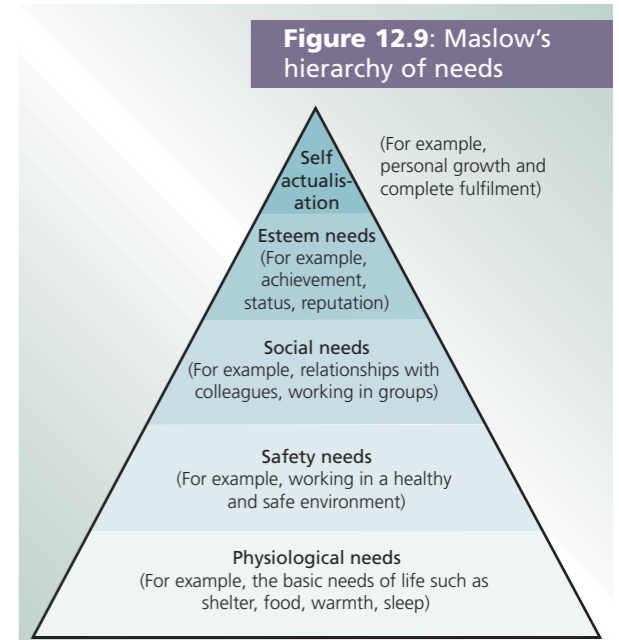 Figure 12.9: Maslow's
hierarchy of needs
Self
actualis-
ation
(For example,
personal growth and
complete fulfilment)
Esteem needs
(For example,
achievement,
status, reputation)
Social needs
(For example, relationships with
colleagues, working in groups)
Safety needs
(For example, working in a healthy
and safe environment)
Physiological needs
(For example, the basic needs of life such as
shelter, food, warmth, sleep)